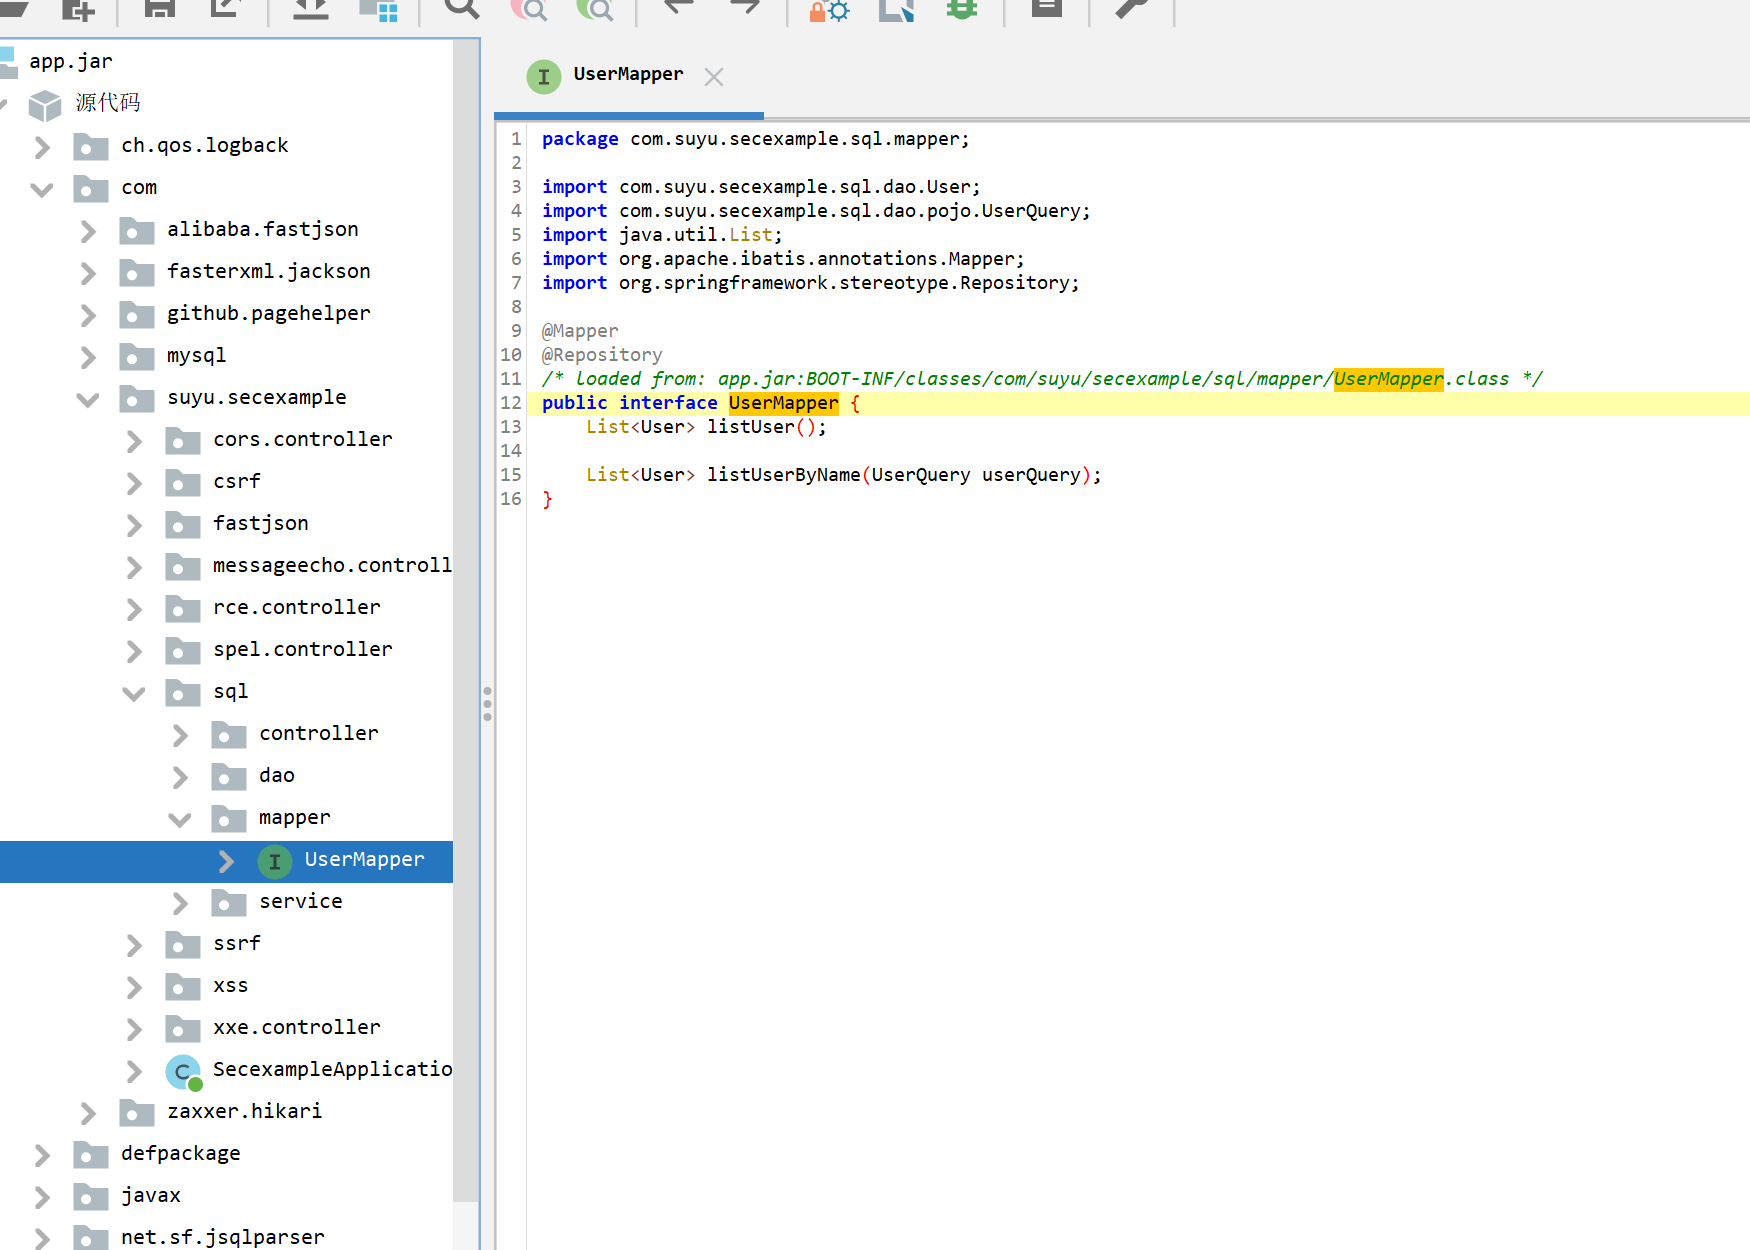 app.jar
源代码
ch.qos.logback
com
alibaba.fastjson
fasterxml.jackson
github.pagehelper
mysql
suyu.secexample
cors.controller
csrf
fastjson
messageecho.controll
rce.controller
spel.controller
sql
controller
dao
mapper
I UserMapper
service
ssrf
xss
xxe.controller
C SecexampleApplicatio
zaxxer.hikari
defpackage
javax
net.sf.jsqlparser
I UserMapper
1 package com.suyu.secexample.sql.mapper;
2
3 import com.suyu.secexample.sql.dao.User;
4 import com.suyu.secexample.sql.dao.pojo.UserQuery;
5 import java.util.List;
6 import org.apache.ibatis.annotations.Mapper;
7 import org.springframework.stereotype.Repository;
8
9 @Mapper
10 @Repository
11 /* loaded from: app.jar:BOOT-INF/classes/com/suyu/secexample/sql/mapper/UserMapper.class */
12 public interface UserMapper {
13 List<User> listUser();
14
15 List<User> listUserByName(UserQuery userQuery);
16 }